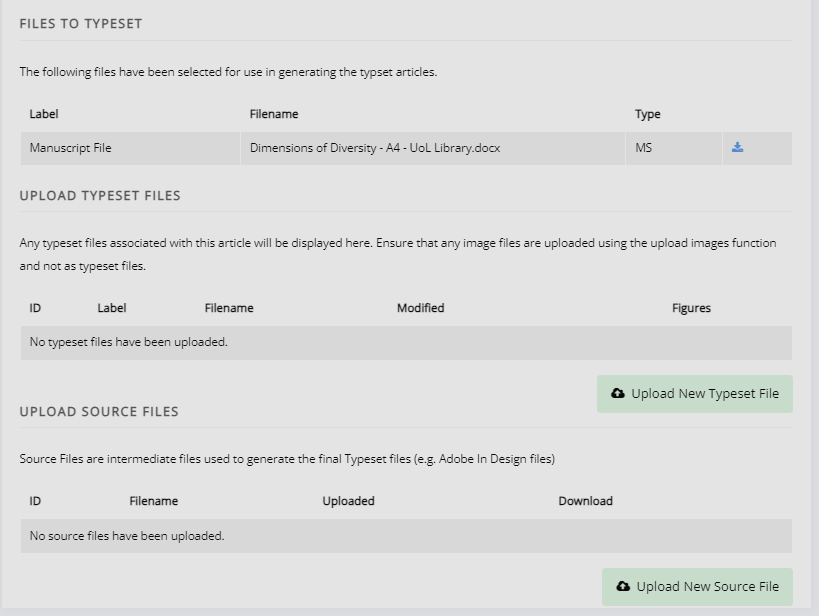 FILES TO TYPESET
The following files have been selected for use in generating the typset articles.
Label Filename Type
Manuscript File Dimensions of Diversity - A4 - UoL Library.docx MS
UPLOAD TYPESET FILES
Any typeset files associated with this article will be displayed here. Ensure that any image files are uploaded using the upload images function
and not as typeset files.
ID Label Filename Modified Figures
No typeset files have been uploaded.
Upload New Typeset File
UPLOAD SOURCE FILES
Source Files are intermediate files used to generate the final Typeset files (e.g. Adobe In Design files)
ID Filename Uploaded Download
No source files have been uploaded.
Upload New Source File